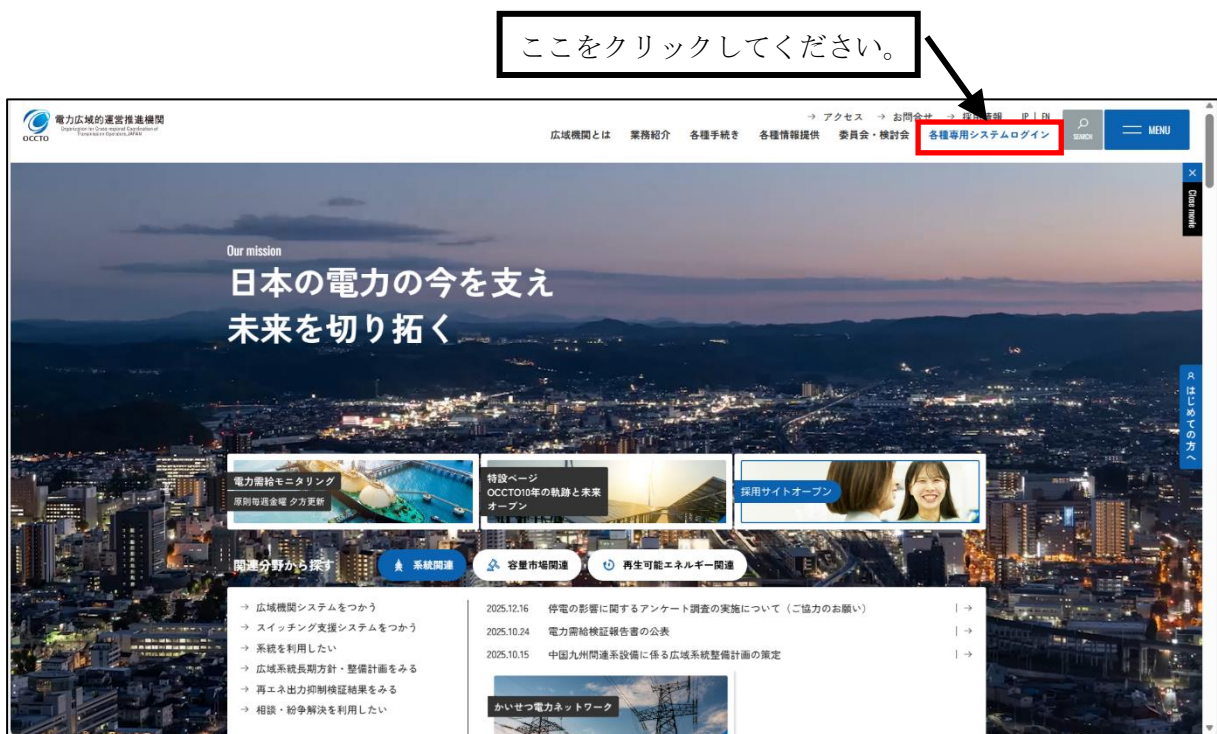 ここをクリックしてください。
電力広域的運営推進機関
Organization for Cross-regional Coordination of
Transmission Operators, JAPAN
OCCTO
→ アクセス → お問合せ → 採用情報 JP | EN
広域機関とは 業務紹介 各種手続き 各種情報提供 委員会・検討会 各種専用システムログイン
SEARCH
MENU
Close movie
Our mission
日本の電力の今を支え
未来を切り拓く
はじめての方へ
電力需給モニタリング
原則毎週金曜 夕方更新
特設ページ
OCCTO10年の軌跡と未来
オープン
採用サイトオープン
関連分野から探す
系統関連
容量市場関連
再生可能エネルギー関連
→ 広域機関システムをつかう
→ スイッチング支援システムをつかう
→ 系統を利用したい
→ 広域系統長期方針・整備計画をみる
→ 再エネ出力抑制検証結果をみる
→ 相談・紛争解決を利用したい
2025.12.16 停電の影響に関するアンケート調査の実施について（ご協力のお願い） | →
2025.10.24 電力需給検証報告書の公表 | →
2025.10.15 中国九州間連系設備に係る広域系統整備計画の策定 | →
かいせつ電力ネットワーク